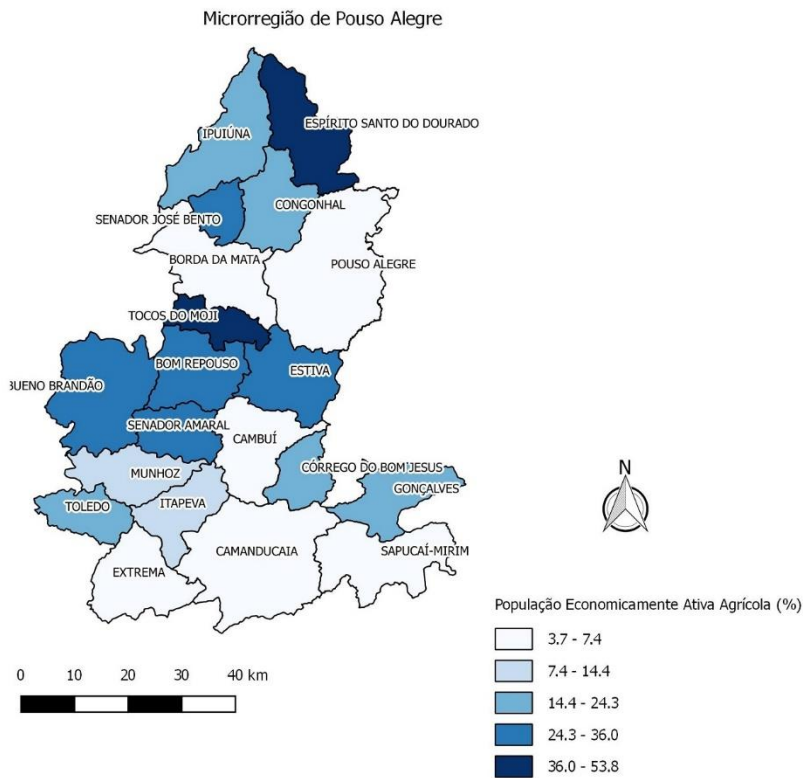 Microrregião de Pouso Alegre
ESPÍRITO SANTO DO DOURADO
IPUIÚNA
CONGONHAL
SENADOR JOSÉ BENTO
BORDA DA MATA
POUSO ALEGRE
TOCOS DO MOJI
BOM REPOUSO
ESTIVA
BUENO BRANDÃO
SENADOR AMARAL
CAMBUÍ
MUNHOZ
CÓRREGO DO BOM JESUS
GONÇALVES
ITAPEVA
TOLEDO
CAMANDUCAIA
SAPUCAÍ-MIRIM
EXTREMA
N
População Economicamente Ativa Agrícola (%)
3.7 - 7.4
7.4 - 14.4
14.4 - 24.3
24.3 - 36.0
36.0 - 53.8
0 10 20 30 40 km